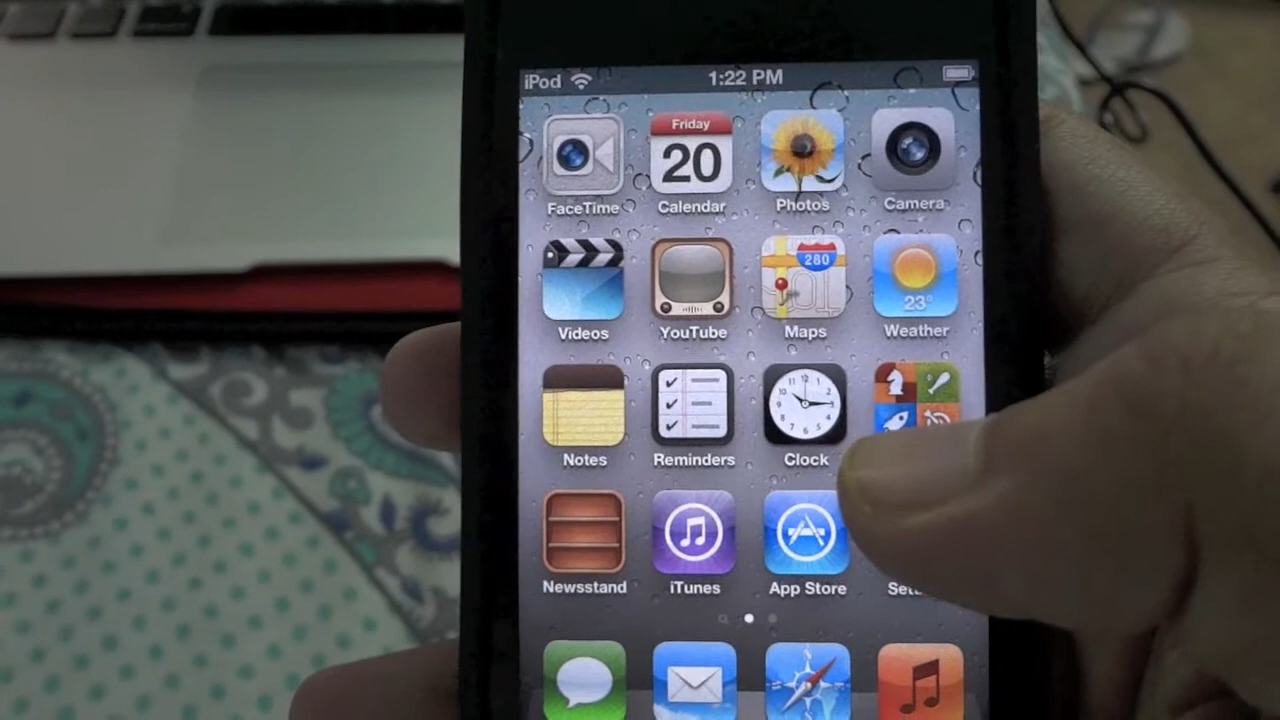 iPod 1:22 PM
Friday
20
FaceTime Calendar Photos Camera
280
23°
Videos YouTube Maps Weather
Notes Reminders Clock
Newsstand iTunes App Store Set